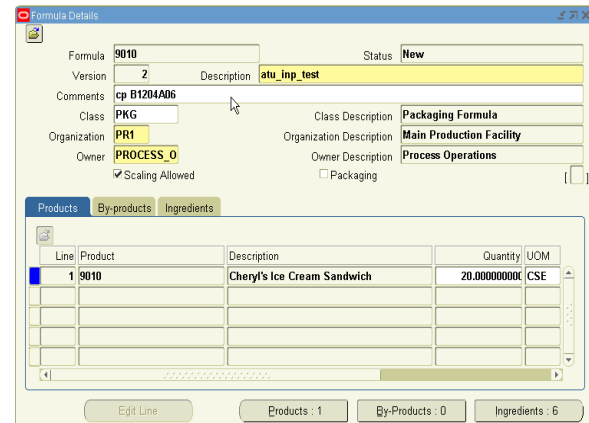 Formula Details
Formula 9010 Status New
Version 2 Description atu_inp_test
Comments cp B1204A06
Class PKG Class Description Packaging Formula
Organization PR1 Organization Description Main Production Facility
Owner PROCESS_O Owner Description Process Operations
Scaling Allowed Packaging [ ]
Products By-products Ingredients
Line Product Description Quantity UOM
1 9010 Cheryl's Ice Cream Sandwich 20.000000000 CSE
Edit Line Products : 1 By-Products : 0 Ingredients : 6